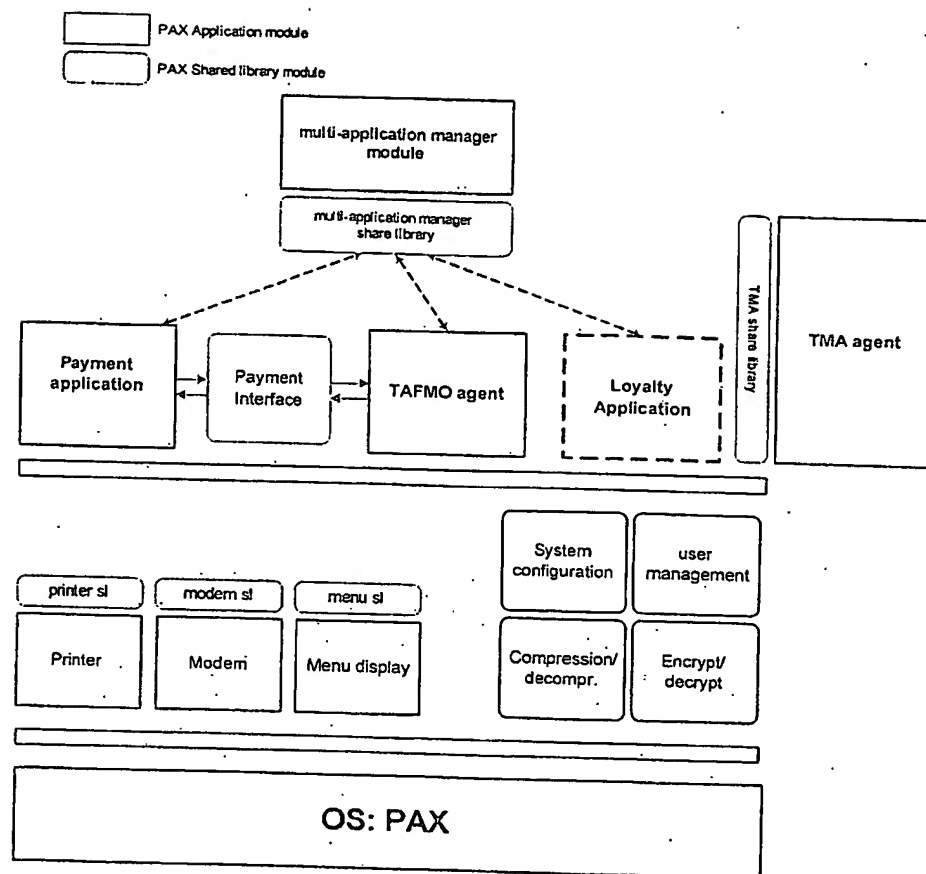 PAX Application module
PAX Shared library module
multi-application manager
module
multi-application manager
share library
Payment
application
Payment
Interface
TAFMO agent
Loyalty
Application
TMA share library
TMA agent
System
configuration
user
management
printer sl
modem sl
menu sl
Printer
Modem
Menu display
Compression/
decompr.
Encrypt/
decrypt
OS: PAX